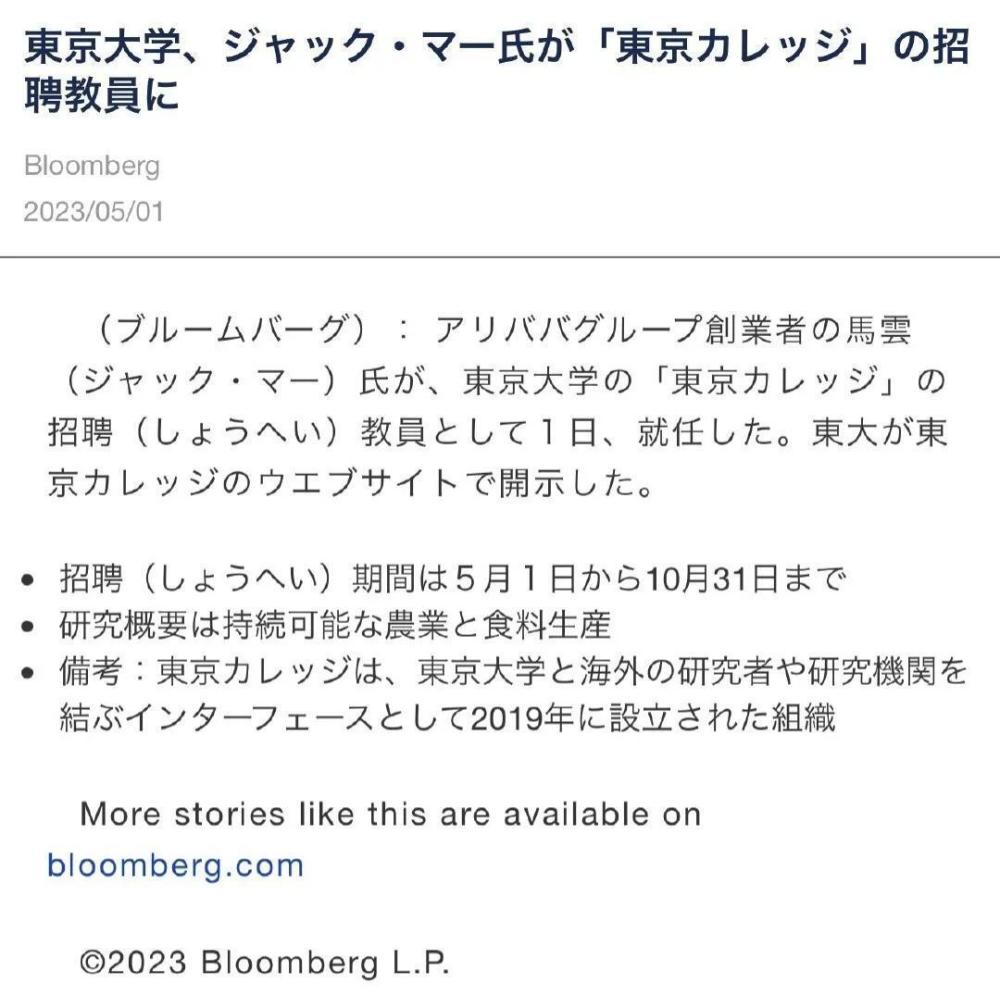 東京大学、ジャック・マー氏が「東京カレッジ」の招
聘教員に
Bloomberg
2023/05/01
（ブルームバーグ）： アリババグループ創業者の馬雲
（ジャック・マー）氏が、東京大学の「東京カレッジ」の
招聘（しょうへい）教員として１日、就任した。東大が東
京カレッジのウエブサイトで開示した。
• 招聘（しょうへい）期間は５月１日から10月31日まで
• 研究概要は持続可能な農業と食料生産
• 備考：東京カレッジは、東京大学と海外の研究者や研究機関を
結ぶインターフェースとして2019年に設立された組織
More stories like this are available on
bloomberg.com
©2023 Bloomberg L.P.